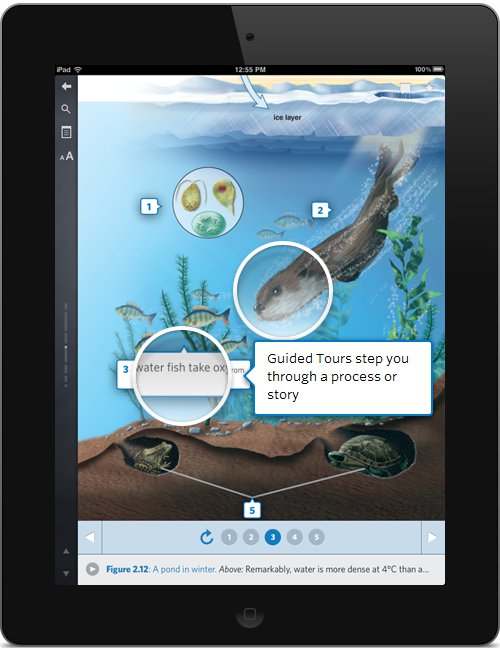 iPad
12:55 PM
100%
AA
ice layer
1
2
3
water fish take ox
rom
Guided Tours step you
through a process or
story
5
1 2 3 4 5
Figure 2.12: A pond in winter. Above: Remarkably, water is more dense at 4°C than a...